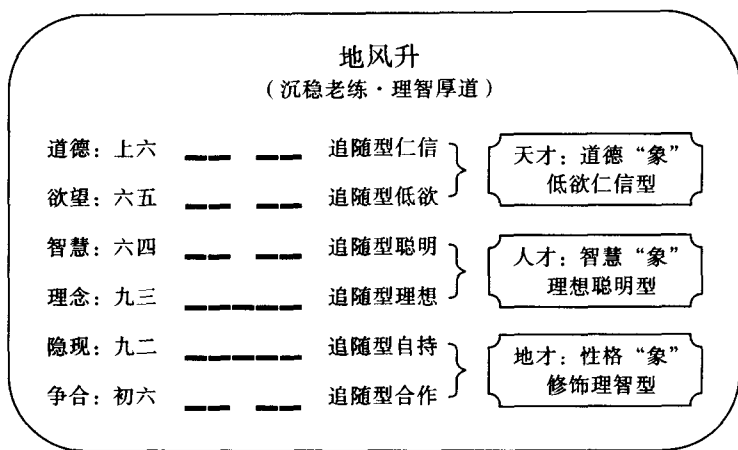 地风升
（沉稳老练·理智厚道）
道德：上六 追随型仁信
欲望：六五 追随型低欲
天才：道德“象”
低欲仁信型
智慧：六四 追随型聪明
理念：九三 追随型理想
人才：智慧“象”
理想聪明型
隐现：九二 追随型自持
争合：初六 追随型合作
地才：性格“象”
修饰理智型